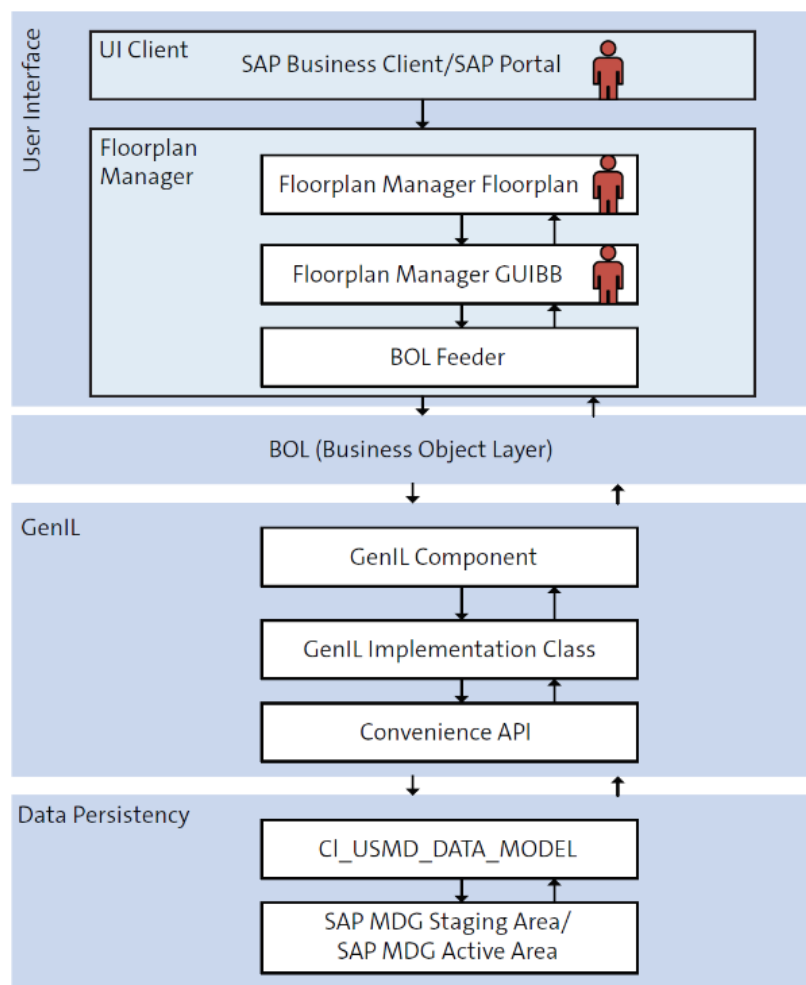 User Interface
UI Client
SAP Business Client/SAP Portal
Floorplan
Manager
Floorplan Manager Floorplan
Floorplan Manager GUIBB
BOL Feeder
BOL (Business Object Layer)
GenIL
GenIL Component
GenIL Implementation Class
Convenience API
Data Persistency
Cl_USMD_DATA_MODEL
SAP MDG Staging Area/
SAP MDG Active Area